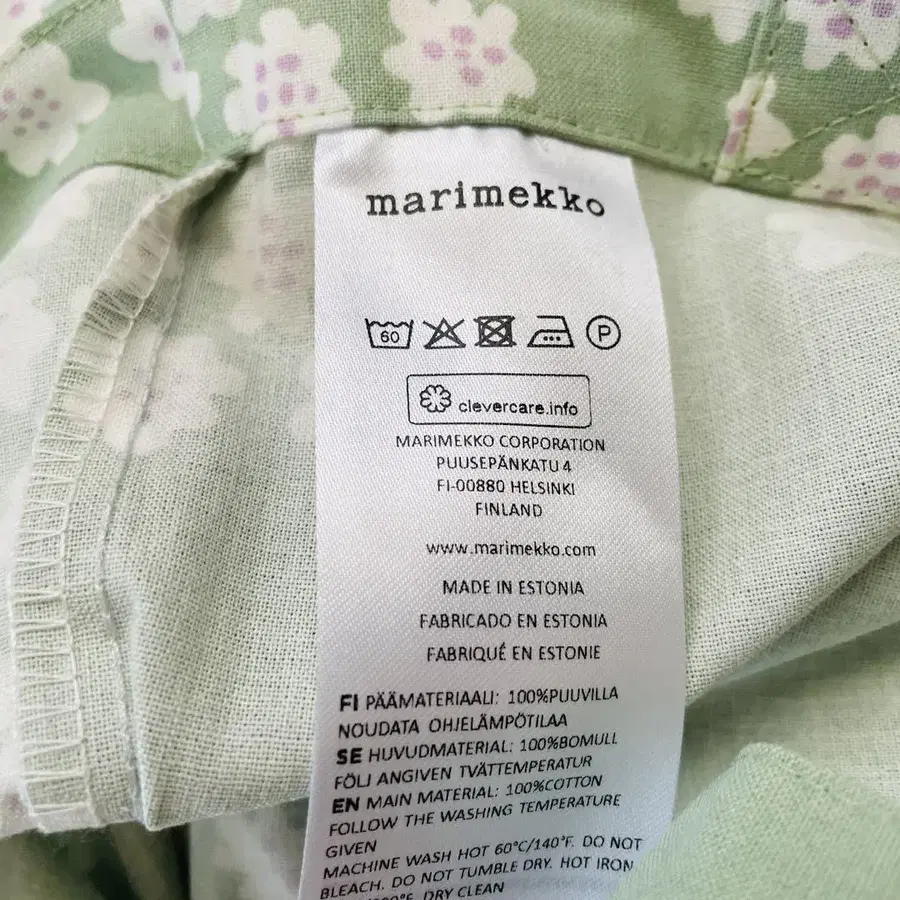 marimekko
60 P
clevercare.info
MARIMEKKO CORPORATION
PUUSEPÄNKATU 4
FI-00880 HELSINKI
FINLAND
www.marimekko.com
MADE IN ESTONIA
FABRICADO EN ESTONIA
FABRIQUÉ EN ESTONIE
FI PÄÄMATERIAALI: 100%PUUVILLA
NOUDATA OHJELÄMPÖTILAA
SE HUVUDMATERIAL: 100%BOMULL
FÖLJ ANGIVEN TVÄTTEMPERATUR
EN MAIN MATERIAL: 100%COTTON
FOLLOW THE WASHING TEMPERATURE
GIVEN
MACHINE WASH HOT 60°C/140°F. DO NOT
BLEACH. DO NOT TUMBLE DRY. HOT IRON
DRY CLEAN